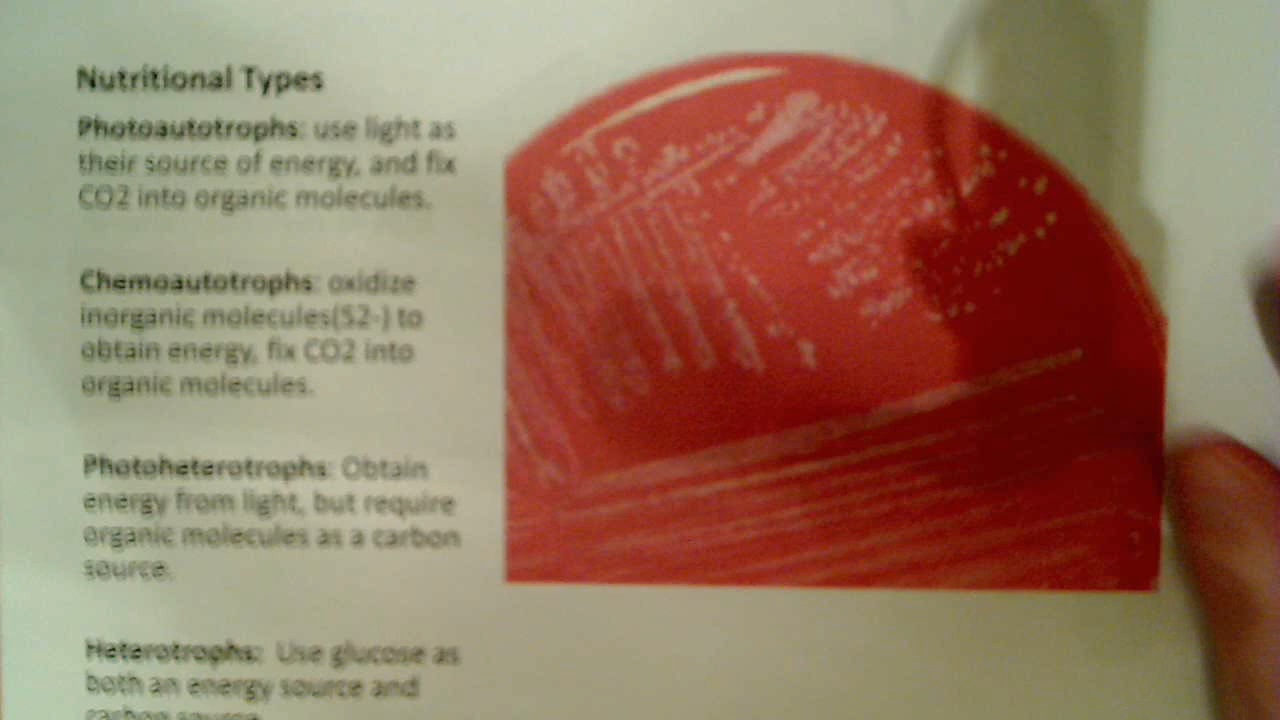 Nutritional Types
Photoautotrophs: use light as
their source of energy, and fix
CO2 into organic molecules.
Chemoautotrophs: oxidize
inorganic molecules(S2-) to
obtain energy, fix CO2 into
organic molecules.
Photoheterotrophs: Obtain
energy from light, but require
organic molecules as a carbon
source.
Heterotrophs: Use glucose as
both an energy source and
carbon source.